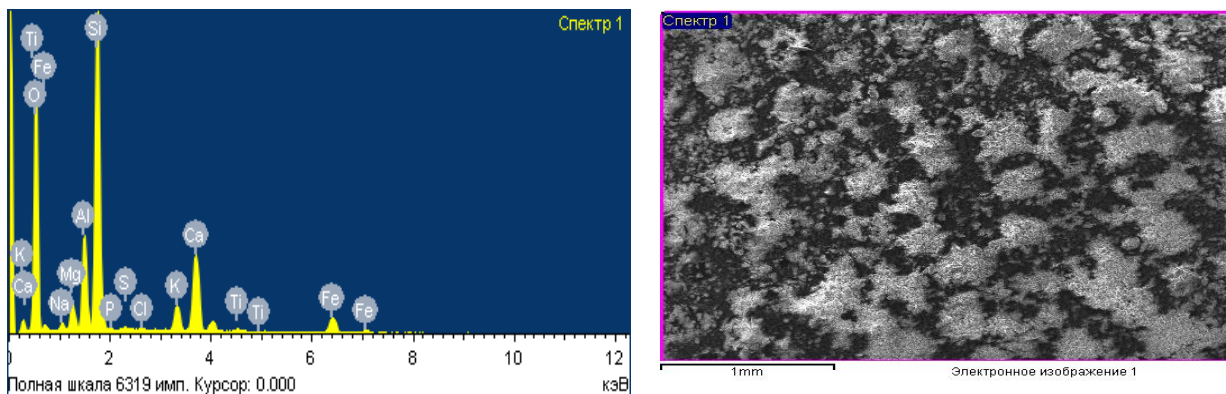 Спектр 1
Ti
Si
Fe
O
Al
Ca
K
Ca
Na
Mg
P
S
Cl
K
Ti
Ti
Fe
Fe
0 2 4 6 8 10 12
Полная шкала 6319 имп. Курсор: 0.000 кэВ
Спектр 1
1mm Электронное изображение 1